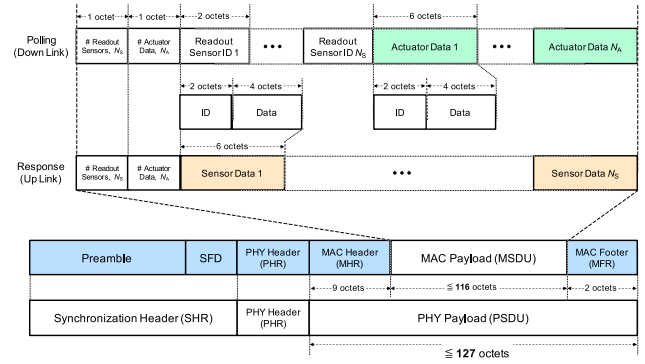 1 octet
1 octet
2 octets
6 octets
Polling
(Down Link)
# Readout
Sensors, NS
# Actuator
Data, NA
Readout
Sensor ID 1
•••
Readout
Sensor ID NS
Actuator Data 1
•••
Actuator Data NA
2 octets
4 octets
2 octets
4 octets
ID
Data
ID
Data
6 octets
Response
(Up Link)
# Readout
Sensors, NS
# Actuator
Data, NA
Sensor Data 1
•••
Sensor Data NS
Preamble
SFD
PHY Header
(PHR)
MAC Header
(MHR)
MAC Payload (MSDU)
MAC Footer
(MFR)
9 octets
≦ 116 octets
2 octets
Synchronization Header (SHR)
PHY Header
(PHR)
PHY Payload (PSDU)
≦ 127 octets